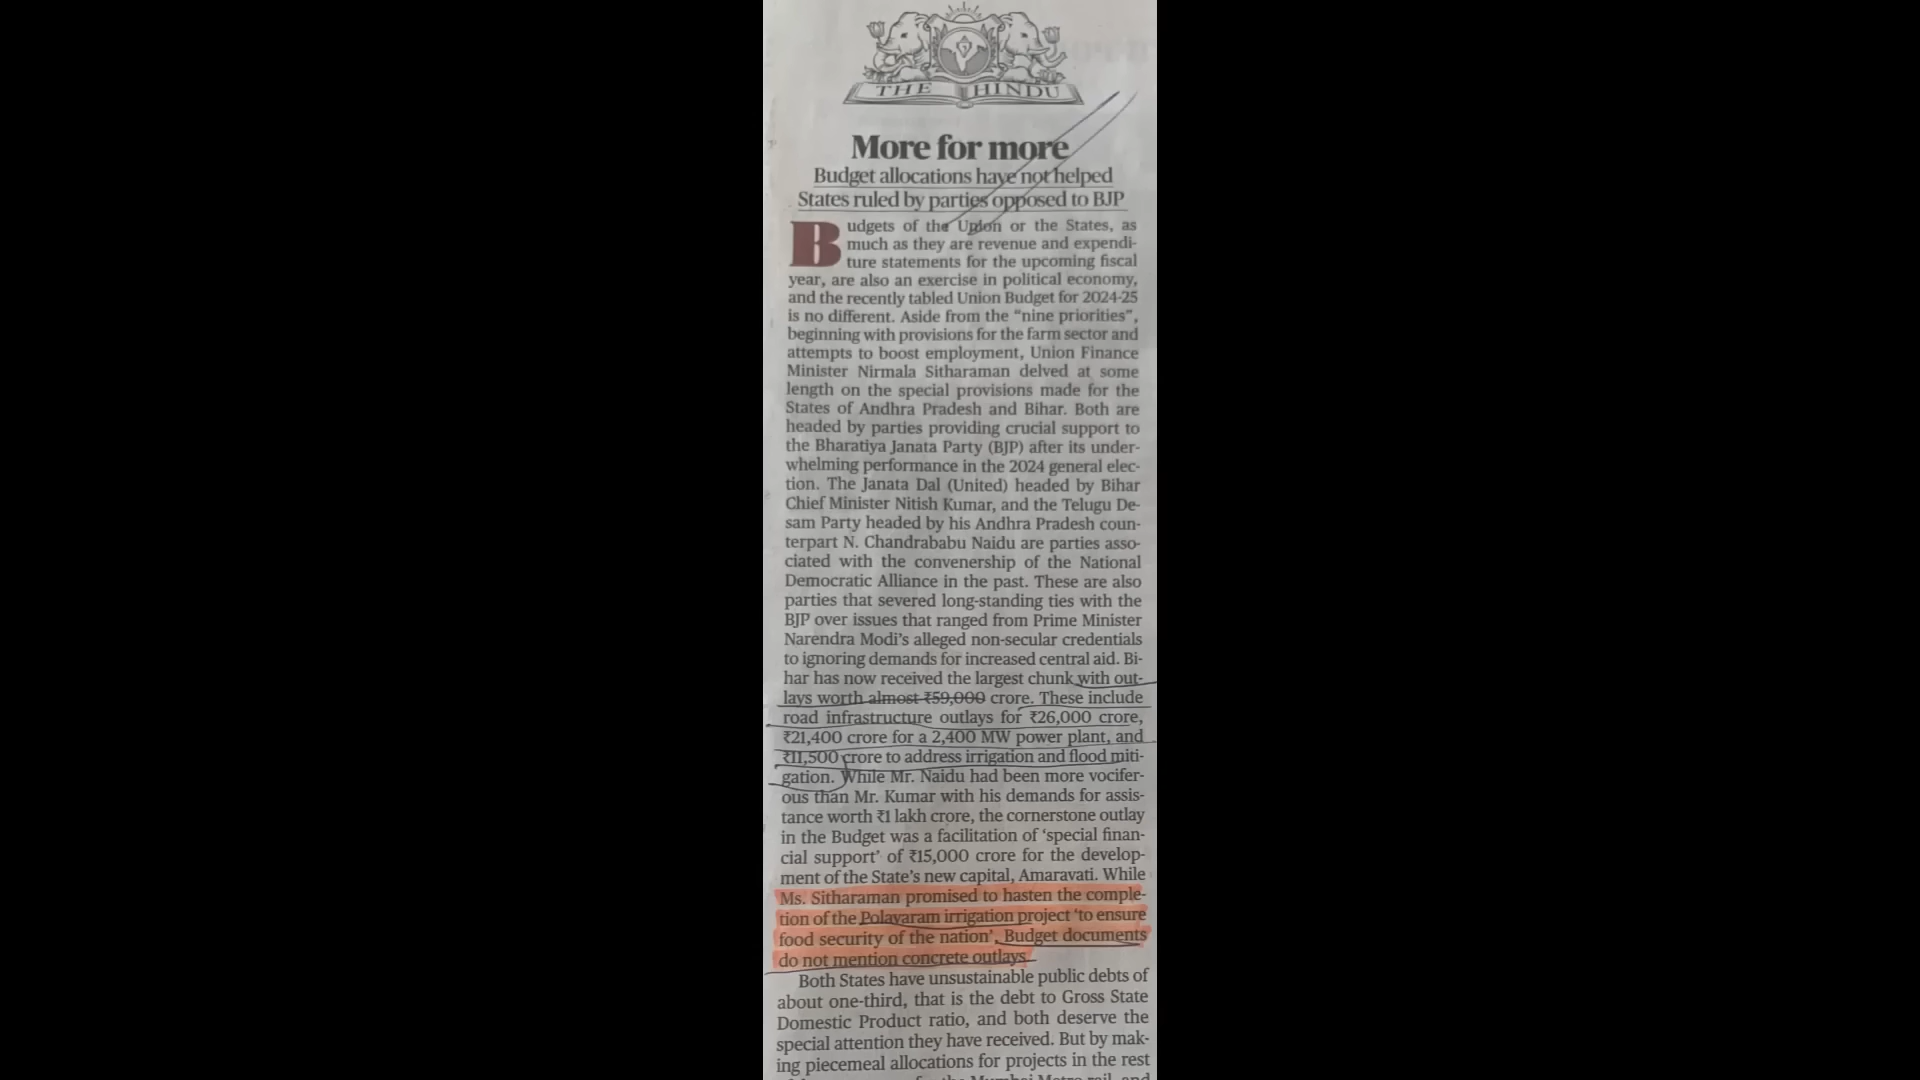 THE HINDU
More for more
Budget allocations have not helped
States ruled by parties opposed to BJP
Budgets of the Union or the States, as
much as they are revenue and expendi-
ture statements for the upcoming fiscal
year, are also an exercise in political economy,
and the recently tabled Union Budget for 2024-25
is no different. Aside from the “nine priorities”,
beginning with provisions for the farm sector and
attempts to boost employment, Union Finance
Minister Nirmala Sitharaman delved at some
length on the special provisions made for the
States of Andhra Pradesh and Bihar. Both are
headed by parties providing crucial support to
the Bharatiya Janata Party (BJP) after its under-
whelming performance in the 2024 general elec-
tion. The Janata Dal (United) headed by Bihar
Chief Minister Nitish Kumar, and the Telugu De-
sam Party headed by his Andhra Pradesh coun-
terpart N. Chandrababu Naidu are parties asso-
ciated with the convenership of the National
Democratic Alliance in the past. These are also
parties that severed long-standing ties with the
BJP over issues that ranged from Prime Minister
Narendra Modi’s alleged non-secular credentials
to ignoring demands for increased central aid. Bi-
har has now received the largest chunk with out-
lays worth almost ₹59,000 crore. These include
road infrastructure outlays for ₹26,000 crore,
₹21,400 crore for a 2,400 MW power plant, and
₹11,500 crore to address irrigation and flood miti-
gation. While Mr. Naidu had been more vocifer-
ous than Mr. Kumar with his demands for assis-
tance worth ₹1 lakh crore, the cornerstone outlay
in the Budget was a facilitation of ‘special finan-
cial support’ of ₹15,000 crore for the develop-
ment of the State’s new capital, Amaravati. While
Ms. Sitharaman promised to hasten the comple-
tion of the Polavaram irrigation project ‘to ensure
food security of the nation’, Budget documents
do not mention concrete outlays.
Both States have unsustainable public debts of
about one-third, that is the debt to Gross State
Domestic Product ratio, and both deserve the
special attention they have received. But by mak-
ing piecemeal allocations for projects in the rest